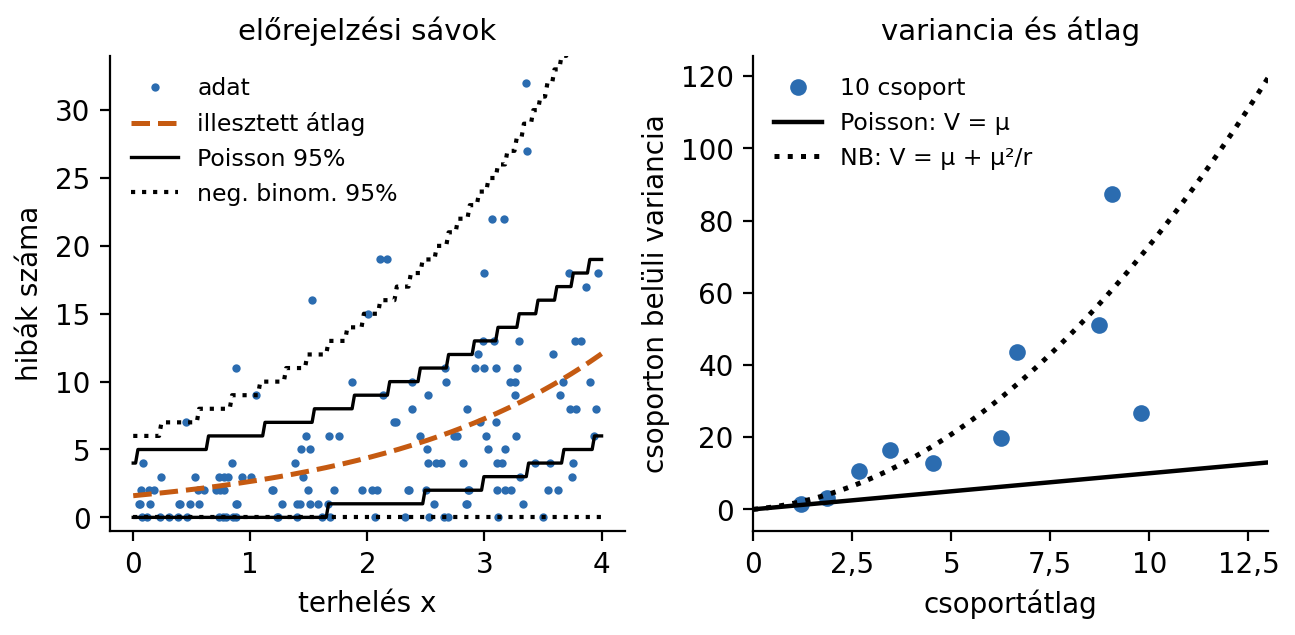 előrejelzési sávok
adat
illesztett átlag
Poisson 95%
neg. binom. 95%
hibák száma
30
25
20
15
10
5
0
0 1 2 3 4
terhelés x
variancia és átlag
10 csoport
Poisson: V = μ
NB: V = μ + μ²/r
csoporton belüli variancia
120
100
80
60
40
20
0
0 2,5 5 7,5 10 12,5
csoportátlag